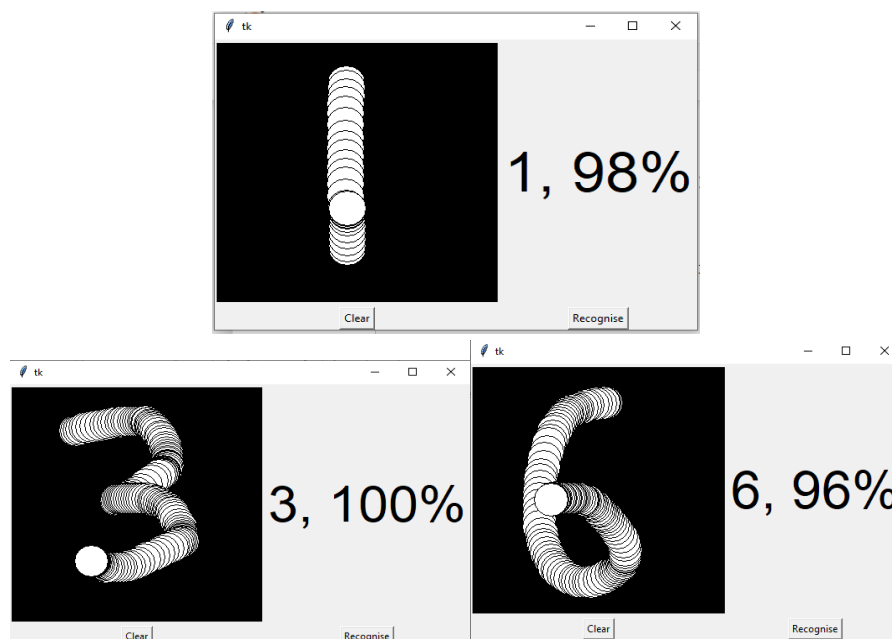 tk
1, 98%
Clear Recognise
tk
3, 100%
Clear Recognise
tk
6, 96%
Clear Recognise